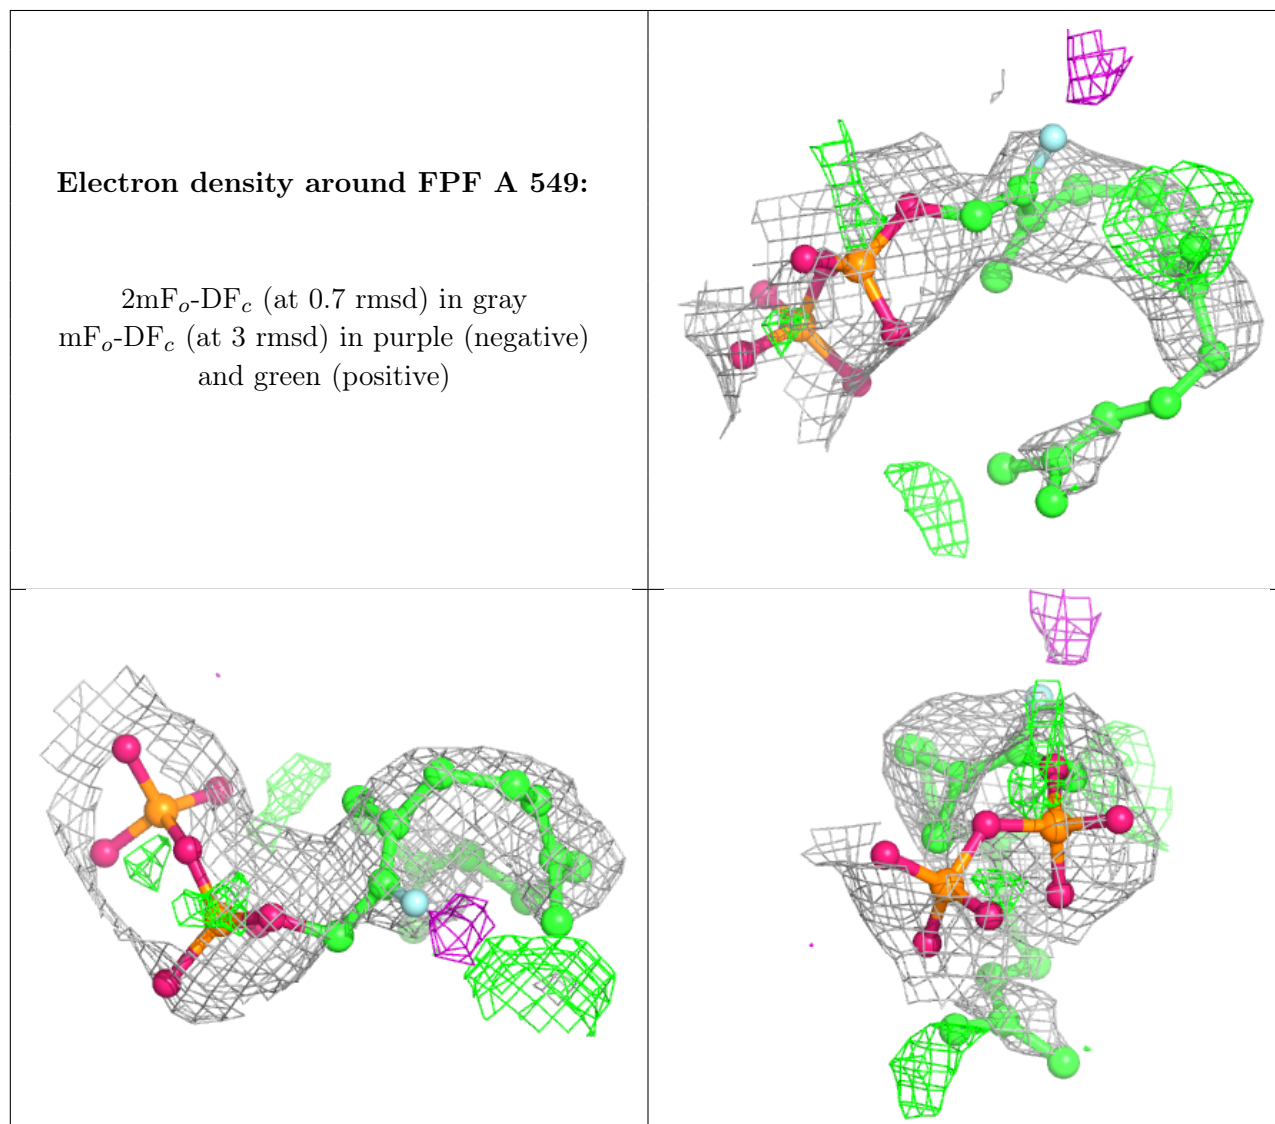 Electron density around FPF A 549:
2mFo-DFc (at 0.7 rmsd) in gray
mFo-DFc (at 3 rmsd) in purple (negative)
and green (positive)